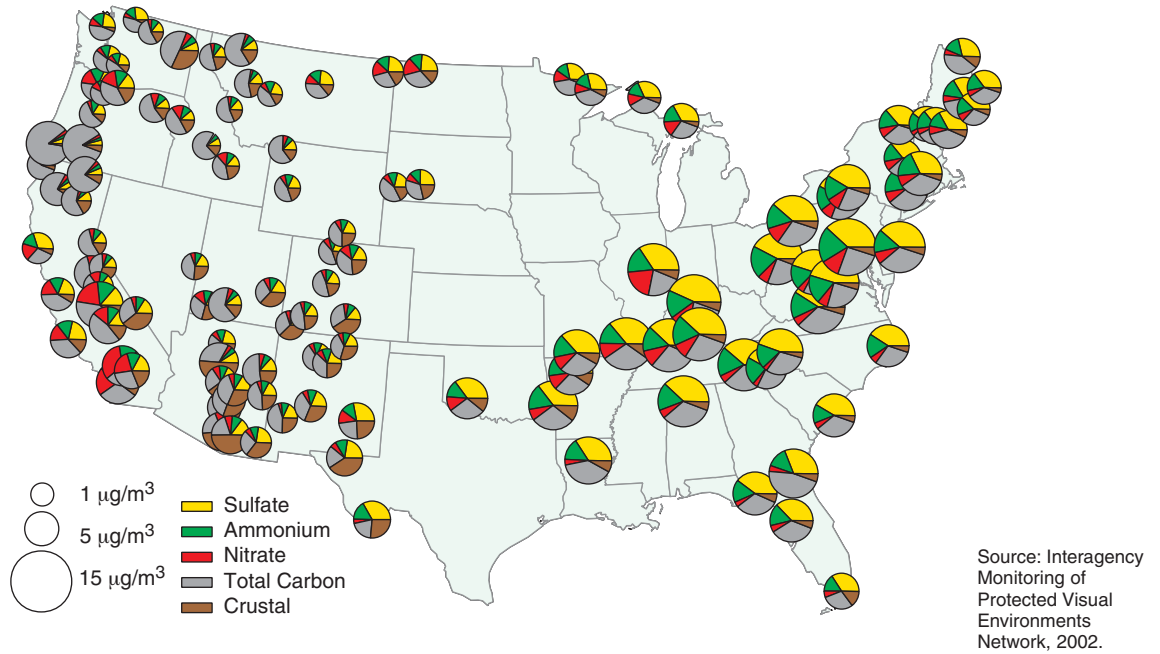 1 μg/m3
5 μg/m3
15 μg/m3
Sulfate
Ammonium
Nitrate
Total Carbon
Crustal
Source: Interagency
Monitoring of
Protected Visual
Environments
Network, 2002.